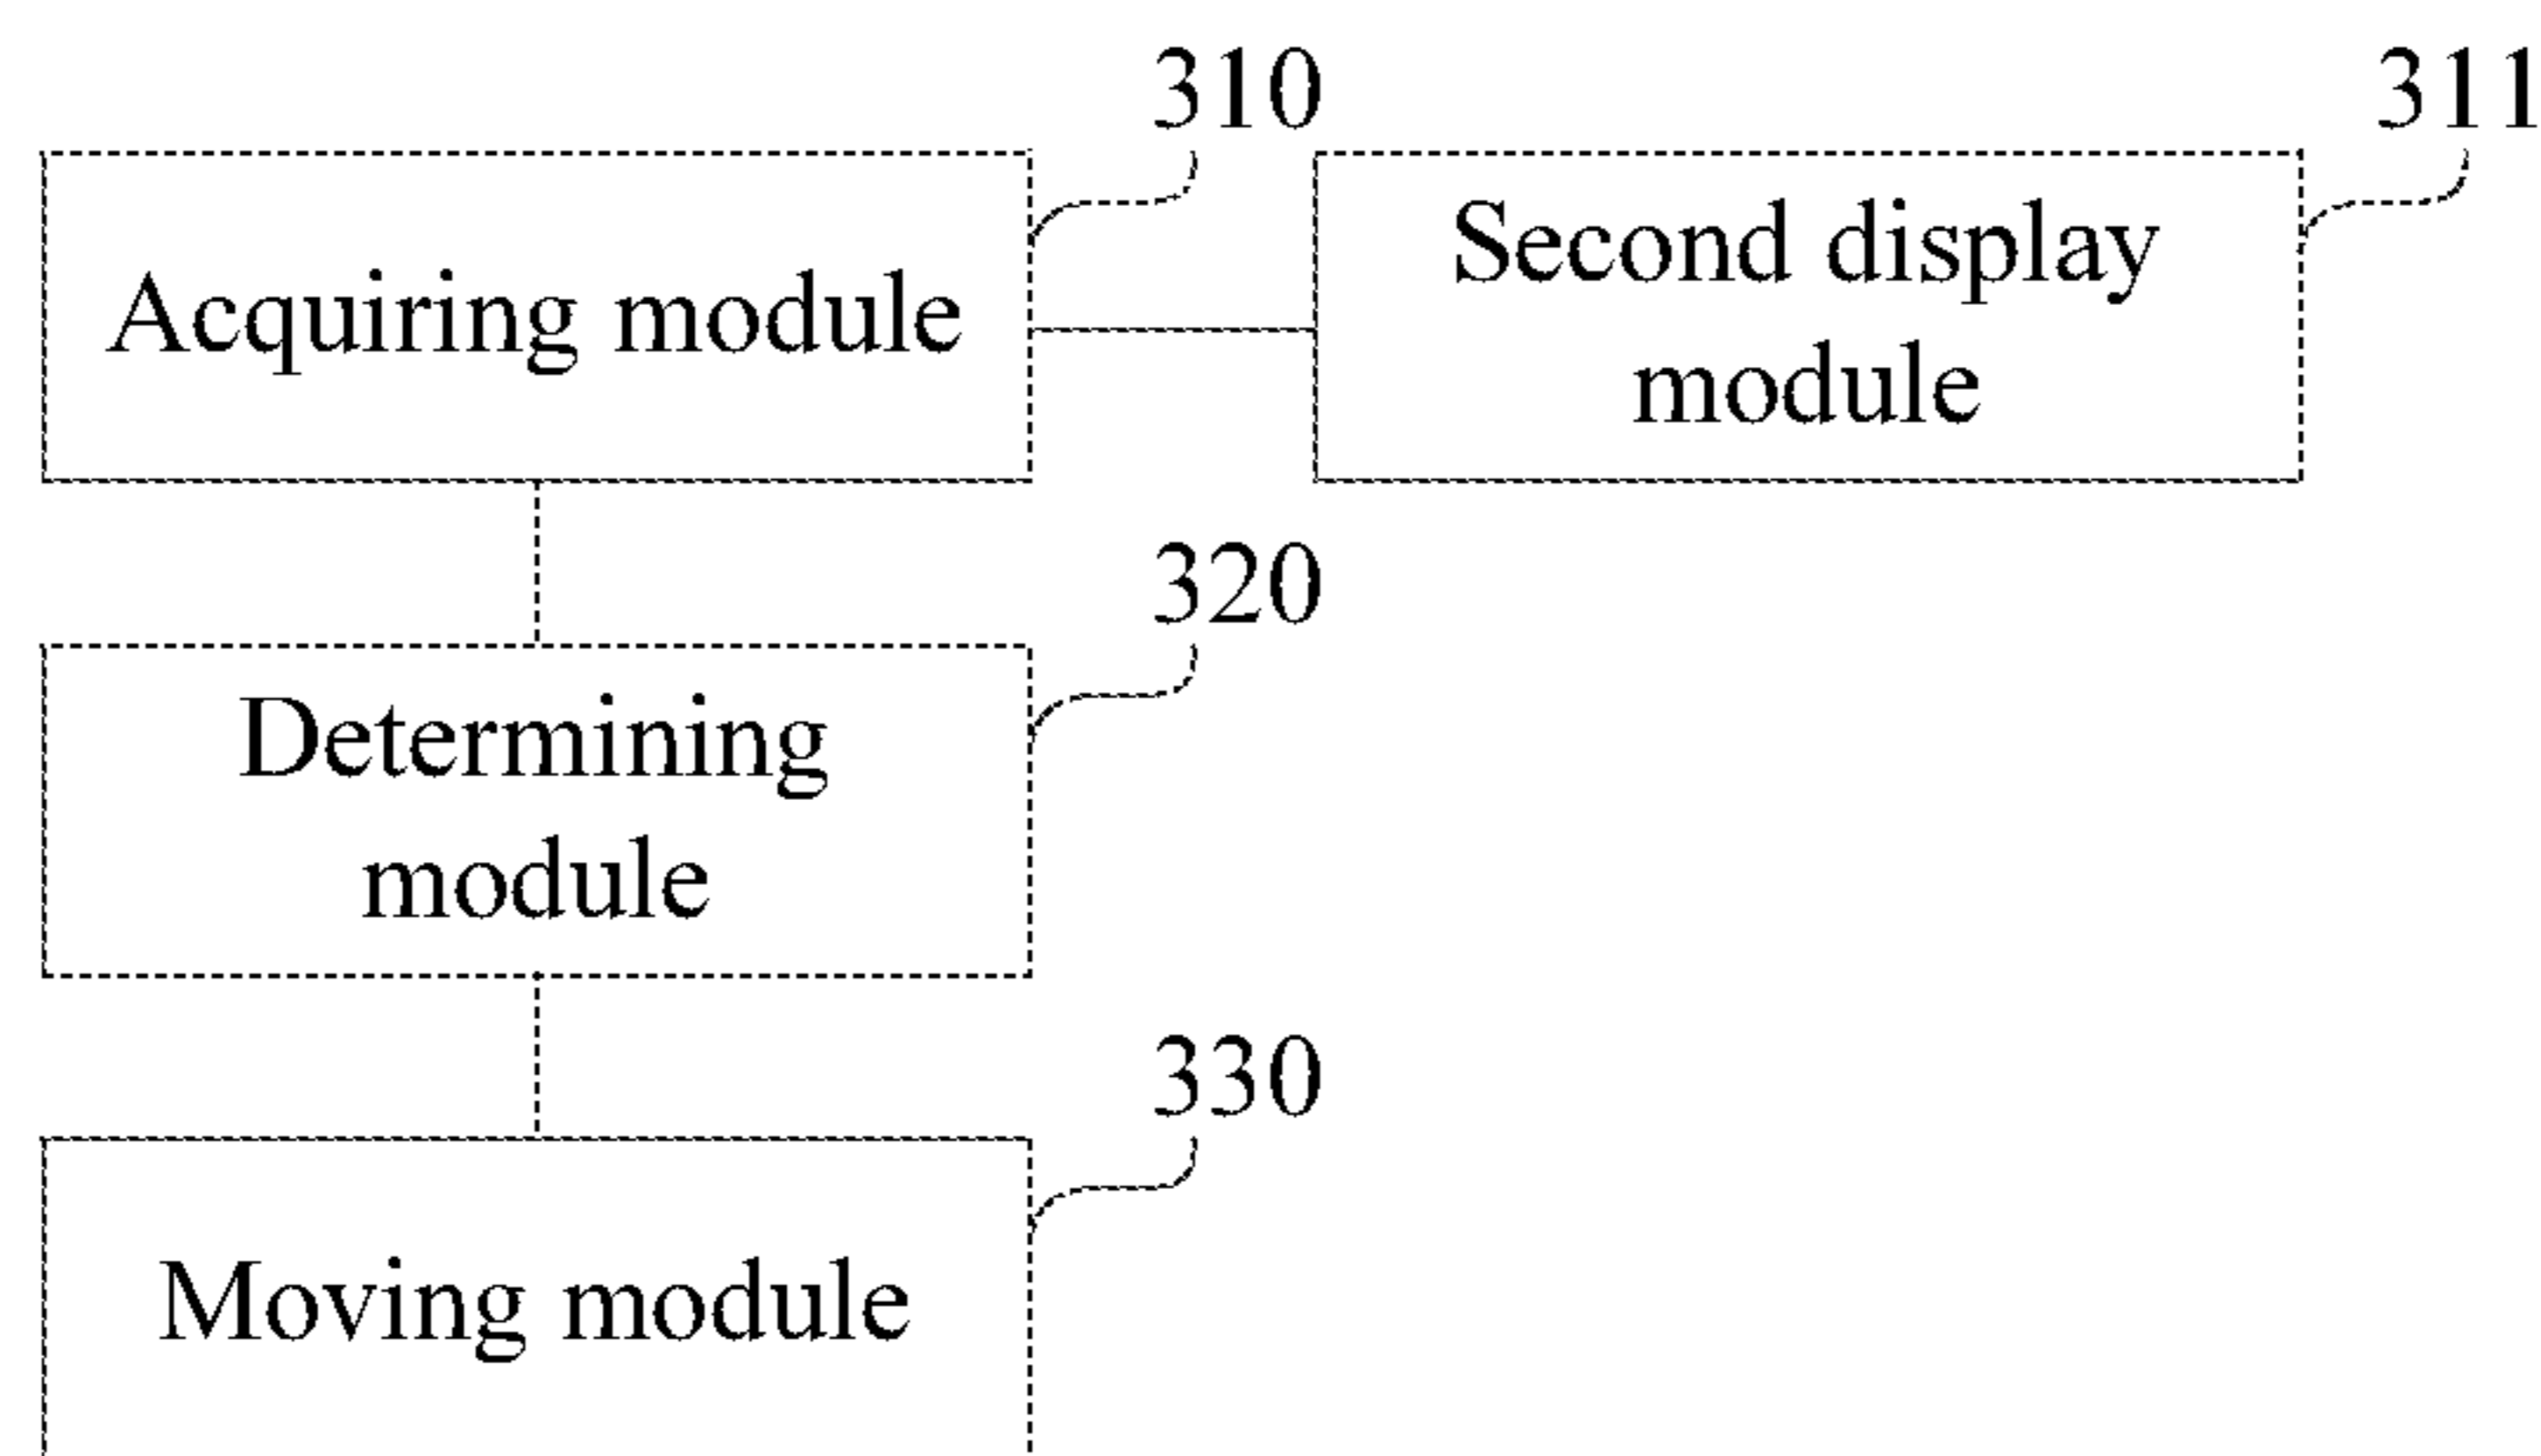 310
311
Acquiring module
Second display
module
320
Determining
module
330
Moving module